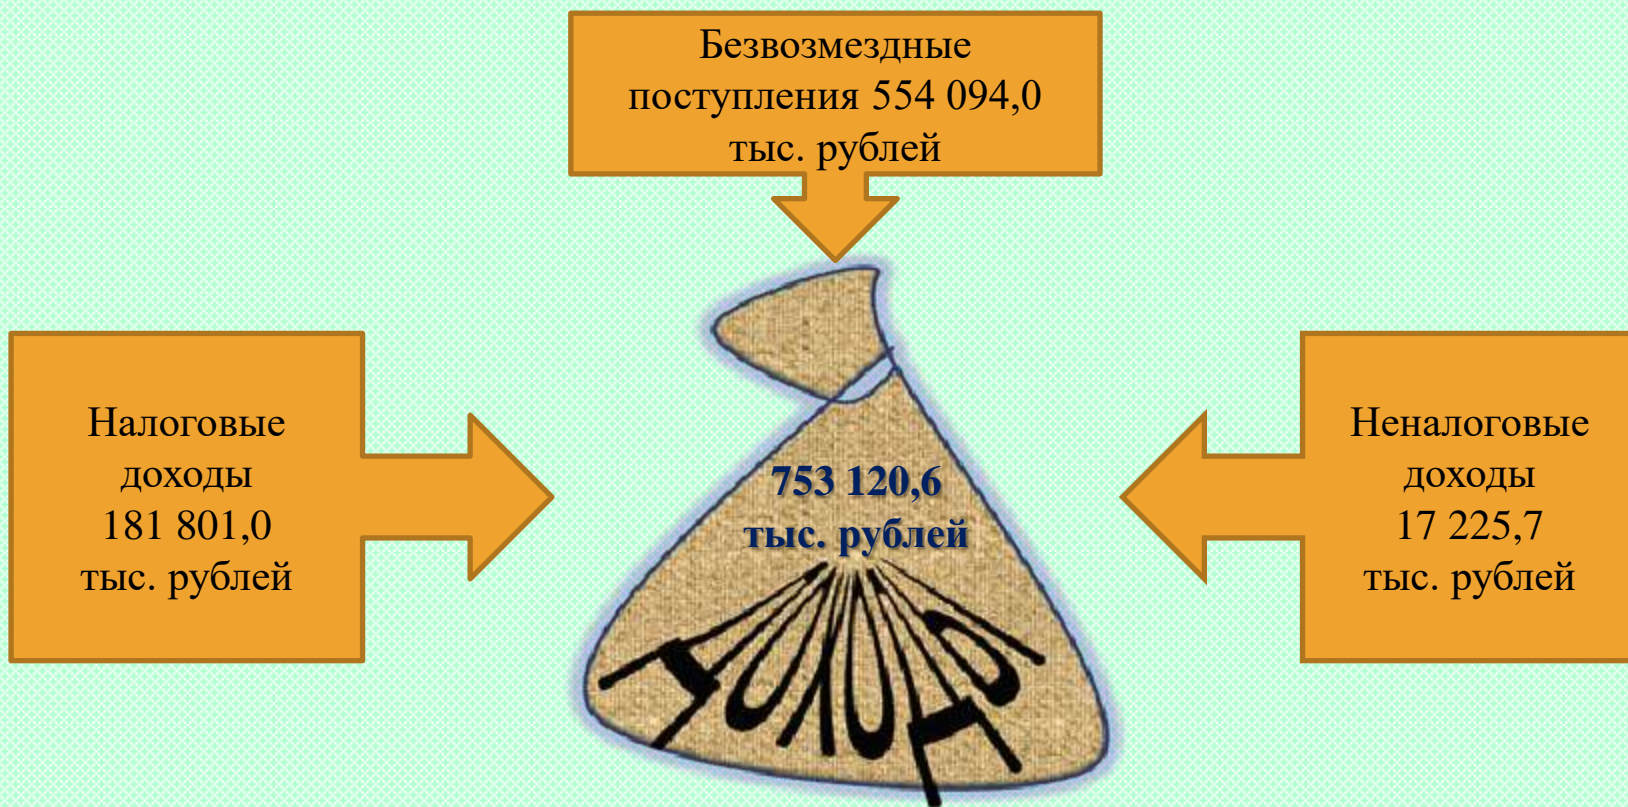 Безвозмездные
поступления 554 094,0
тыс. рублей
Налоговые
доходы
181 801,0
тыс. рублей
753 120,6
тыс. рублей
ДОХОДЫ
Неналоговые
доходы
17 225,7
тыс. рублей